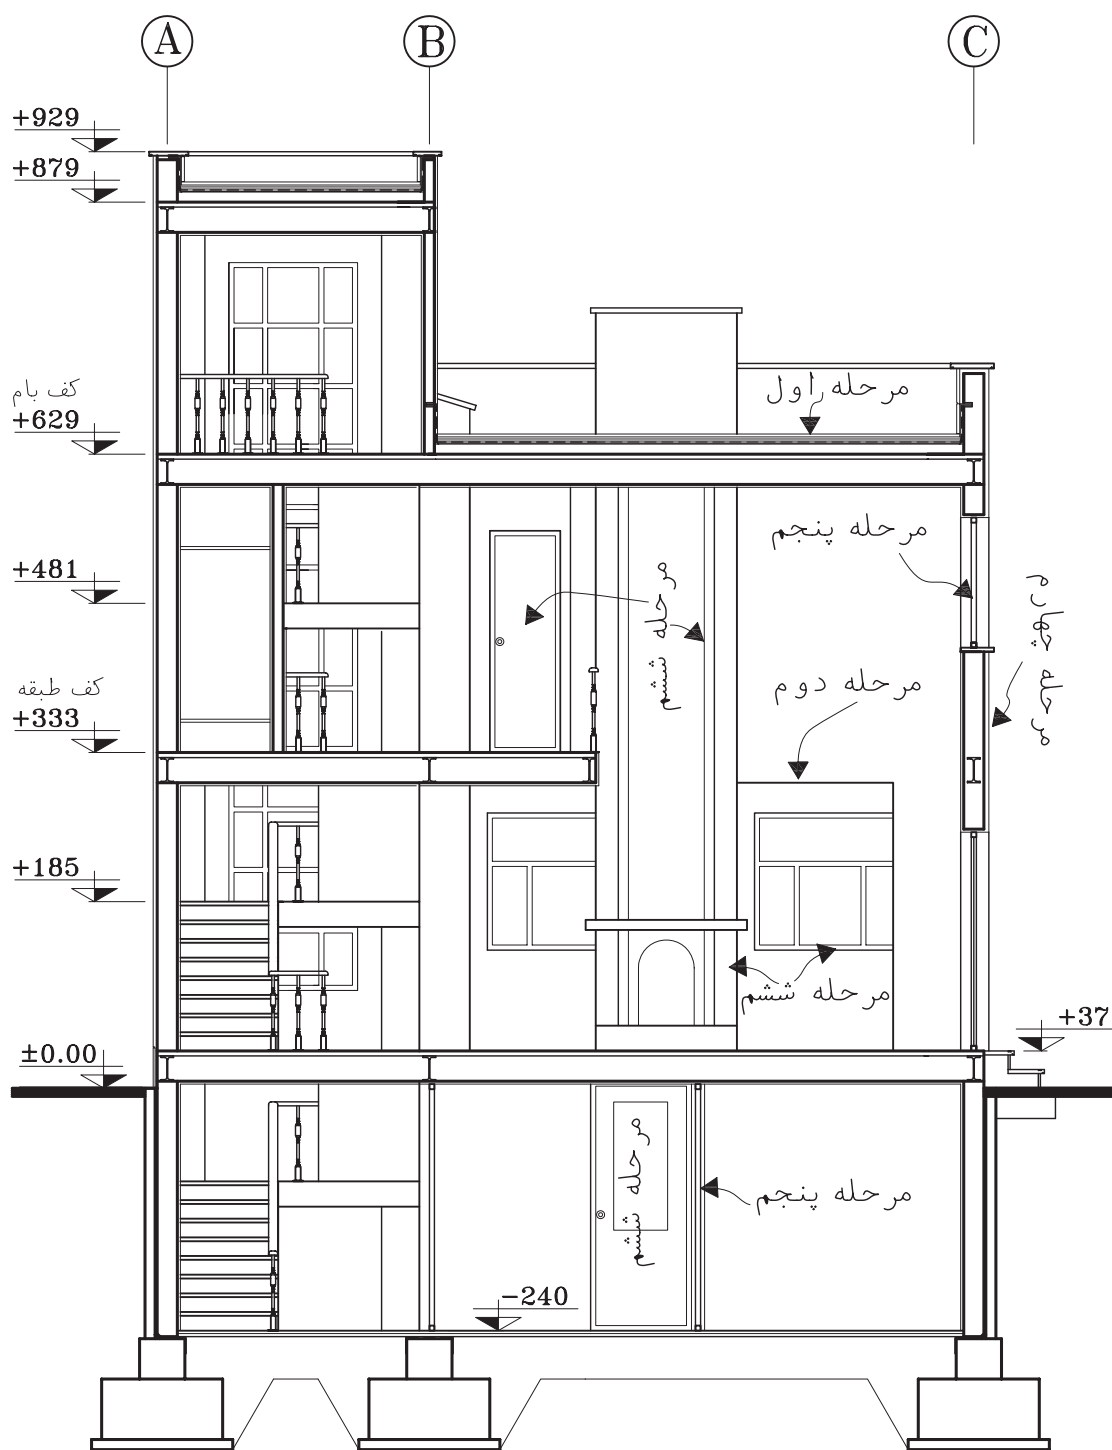 A B C
+929
+879
کف بام
+629
مرحله اول
مرحله پنجم
+481
مرحله ششم
مرحله چهارم
کف طبقه
+333
مرحله دوم
+185
مرحله ششم
+37
±0.00
مرحله ششم
مرحله پنجم
-240